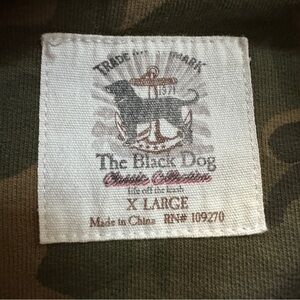 TRADE MARK
1971
The Black Dog
Classic Collection
life off the leash
X LARGE
Made in China RN# 109270